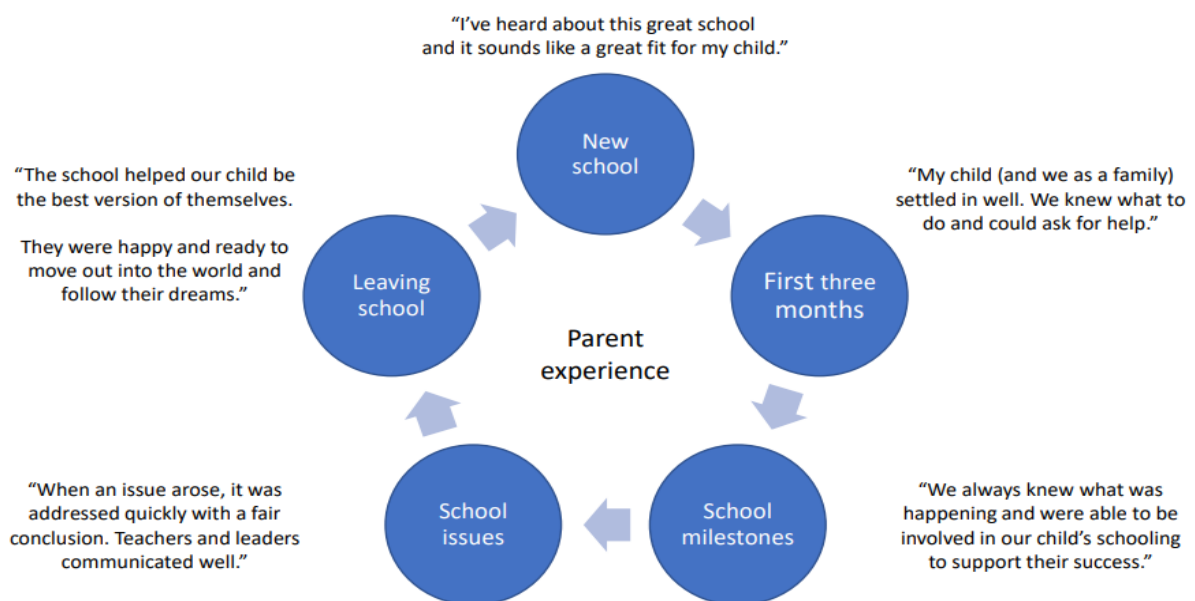 “I’ve heard about this great school
and it sounds like a great fit for my child.”
New
school
“My child (and we as a family)
settled in well. We knew what to
do and could ask for help.”
First three
months
“We always knew what was
happening and were able to be
involved in our child’s schooling
to support their success.”
School
milestones
“When an issue arose, it was
addressed quickly with a fair
conclusion. Teachers and leaders
communicated well.”
School
issues
“The school helped our child be
the best version of themselves.
They were happy and ready to
move out into the world and
follow their dreams.”
Leaving
school
Parent
experience